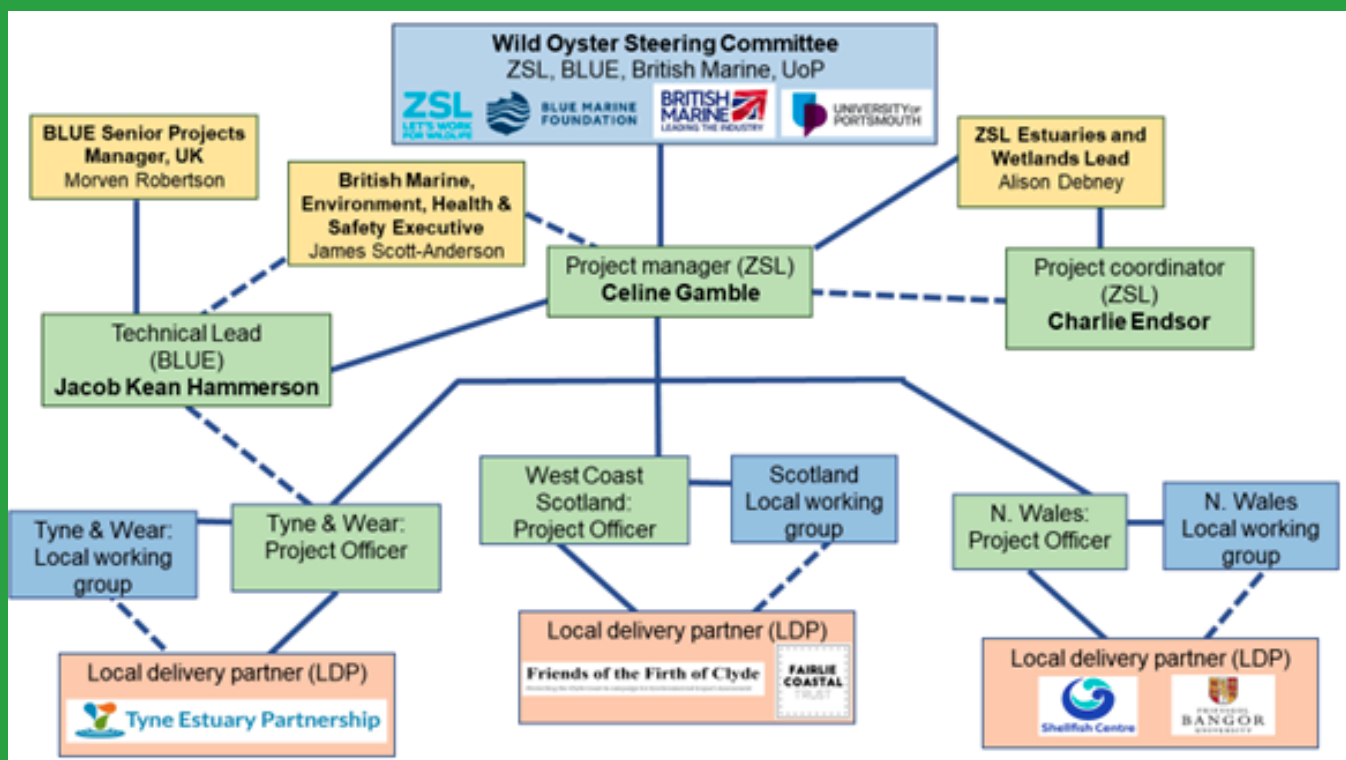 Wild Oyster Steering Committee
ZSL, BLUE, British Marine, UoP
ZSL
LET'S WORK
FOR WILDLIFE
BLUE MARINE
FOUNDATION
BRITISH
MARINE
LEADING THE INDUSTRY
UNIVERSITY OF
PORTSMOUTH
BLUE Senior Projects
Manager, UK
Morven Robertson
British Marine,
Environment, Health &
Safety Executive
James Scott-Anderson
ZSL Estuaries and
Wetlands Lead
Alison Debney
Project manager (ZSL)
Celine Gamble
Project coordinator
(ZSL)
Charlie Endsor
Technical Lead
(BLUE)
Jacob Kean Hammerson
Tyne & Wear:
Local working
group
Tyne & Wear:
Project Officer
West Coast
Scotland:
Project Officer
Scotland
Local working
group
N. Wales:
Project Officer
N. Wales
Local working
group
Local delivery partner (LDP)
Tyne Estuary Partnership
Local delivery partner (LDP)
Friends of the Firth of Clyde
FAIRLIE
COASTAL
TRUST
Local delivery partner (LDP)
Shellfish Centre
PRIFYSGOL
BANGOR
UNIVERSITY